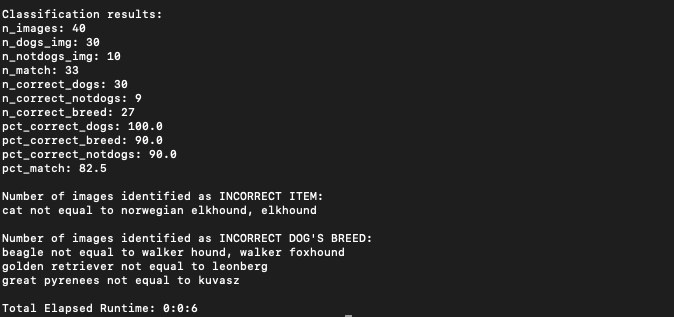 Classification results:
n_images: 40
n_dogs_img: 30
n_notdogs_img: 10
n_match: 33
n_correct_dogs: 30
n_correct_notdogs: 9
n_correct_breed: 27
pct_correct_dogs: 100.0
pct_correct_breed: 90.0
pct_correct_notdogs: 90.0
pct_match: 82.5
Number of images identified as INCORRECT ITEM:
cat not equal to norwegian elkhound, elkhound
Number of images identified as INCORRECT DOG'S BREED:
beagle not equal to walker hound, walker foxhound
golden retriever not equal to leonberg
great pyrenees not equal to kuvasz
Total Elapsed Runtime: 0:0:6